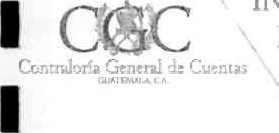 CGC
Contraloría General de Cuentas
GUATEMALA, C.A.